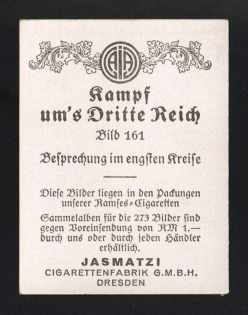 Kampf
um's Dritte Reich
Bild 161
Besprechung im engsten Kreise
Diese Bilder liegen in den Packungen
unserer Ramses-Cigaretten
Sammelalben für die 273 Bilder sind
gegen Voreinsendung von RM 1.—
durch uns oder durch jeden Händler
erhältlich.
JASMATZI
CIGARETTENFABRIK G.M.B.H.
DRESDEN